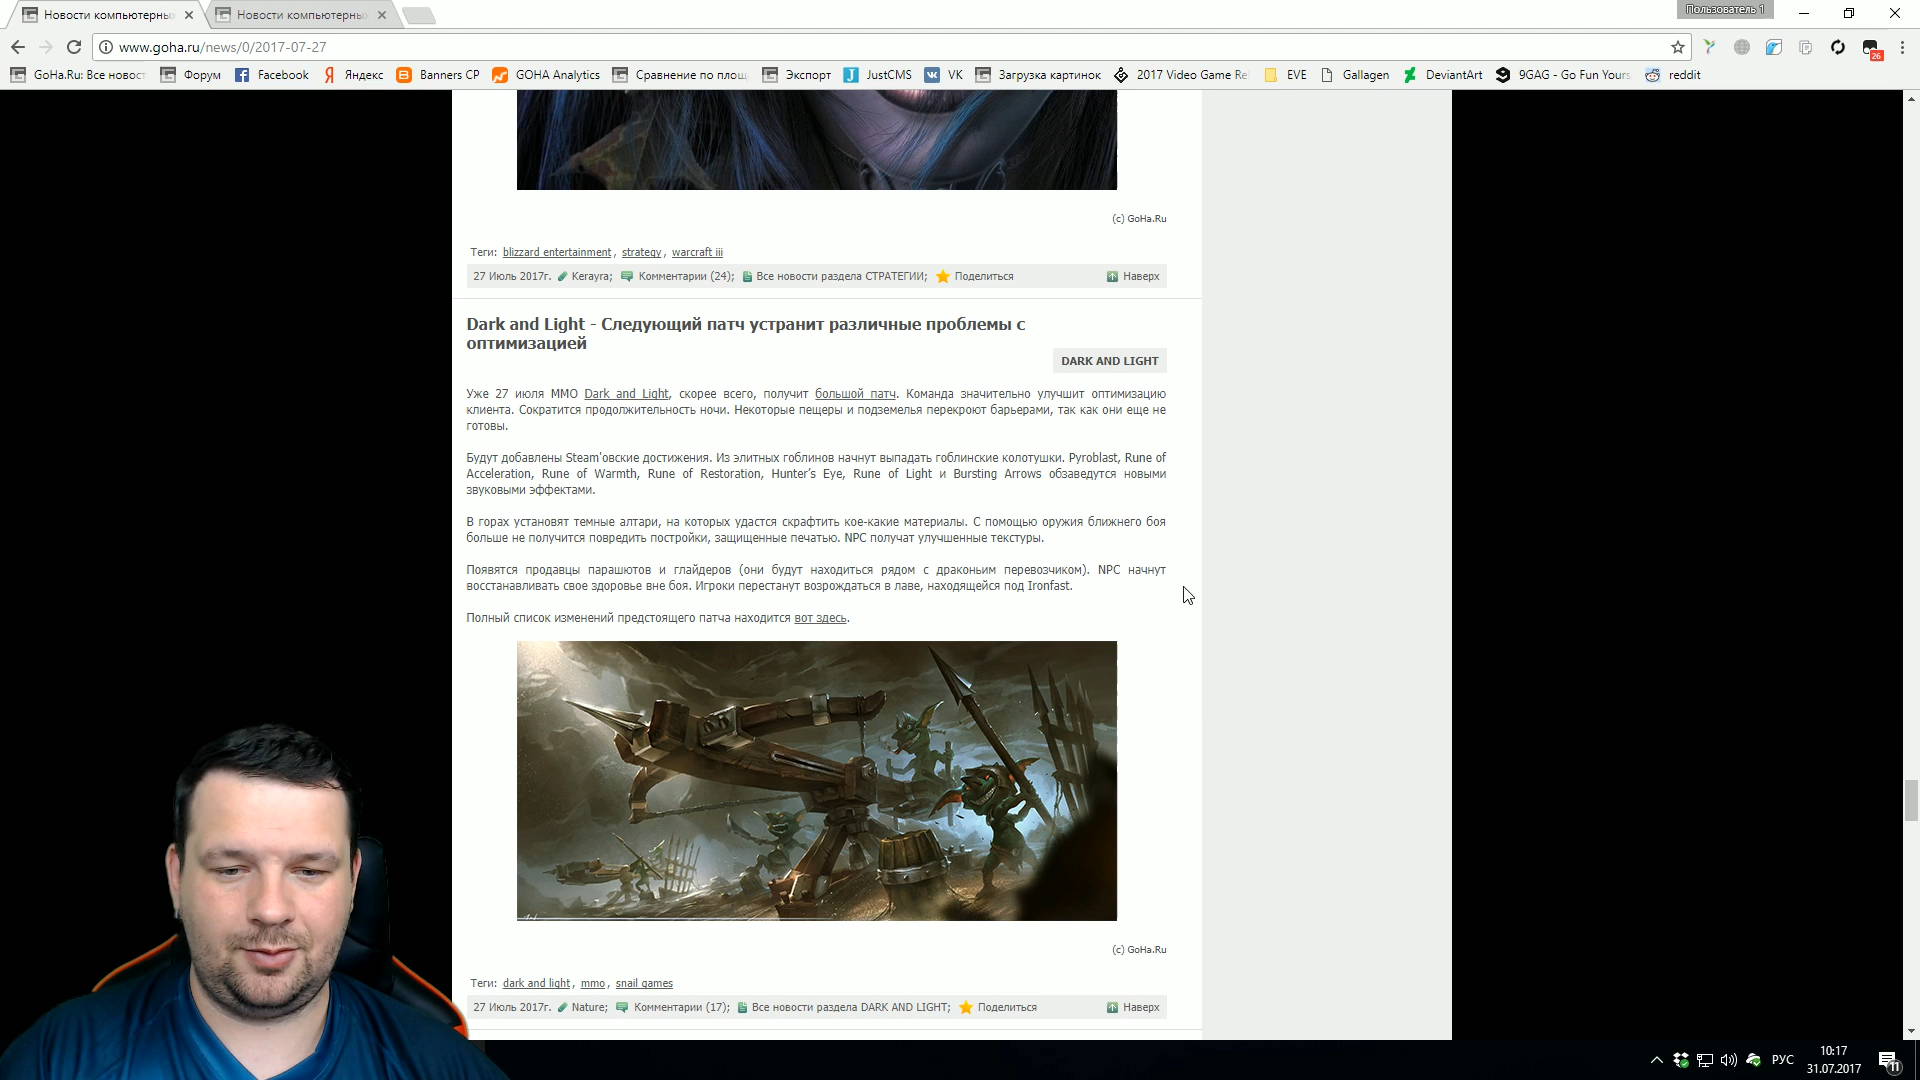 Новости компьютерны
Новости компьютерны
Пользователь 1
www.goha.ru/news/0/2017-07-27
26
GoHa.Ru: Все новост
Форум
Facebook
Яндекс
Banners CP
GOHA Analytics
Сравнение по площ
Экспорт
JustCMS
VK
Загрузка картинок
2017 Video Game Re
EVE
Gallagen
DeviantArt
9GAG - Go Fun Yours
reddit
(c) GoHa.Ru
Теги: blizzard entertainment, strategy, warcraft iii
27 Июль 2017г. Kerayra; Комментарии (24); Все новости раздела СТРАТЕГИИ; Поделиться Наверх
Dark and Light - Следующий патч устранит различные проблемы с
оптимизацией
DARK AND LIGHT
Уже 27 июля ММО Dark and Light, скорее всего, получит большой патч. Команда значительно улучшит оптимизацию
клиента. Сократится продолжительность ночи. Некоторые пещеры и подземелья перекроют барьерами, так как они еще не
готовы.
Будут добавлены Steam'овские достижения. Из элитных гоблинов начнут выпадать гоблинские колотушки. Pyroblast, Rune of
Acceleration, Rune of Warmth, Rune of Restoration, Hunter’s Eye, Rune of Light и Bursting Arrows обзаведутся новыми
звуковыми эффектами.
В горах установят темные алтари, на которых удастся скрафтить кое-какие материалы. С помощью оружия ближнего боя
больше не получится повредить постройки, защищенные печатью. NPC получат улучшенные текстуры.
Появятся продавцы парашютов и глайдеров (они будут находиться рядом с драконьим перевозчиком). NPC начнут
восстанавливать свое здоровье вне боя. Игроки перестанут возрождаться в лаве, находящейся под Ironfast.
Полный список изменений предстоящего патча находится вот здесь.
(c) GoHa.Ru
Теги: dark and light, mmo, snail games
27 Июль 2017г. Nature; Комментарии (17); Все новости раздела DARK AND LIGHT; Поделиться Наверх
РУС
10:17
31.07.2017
11